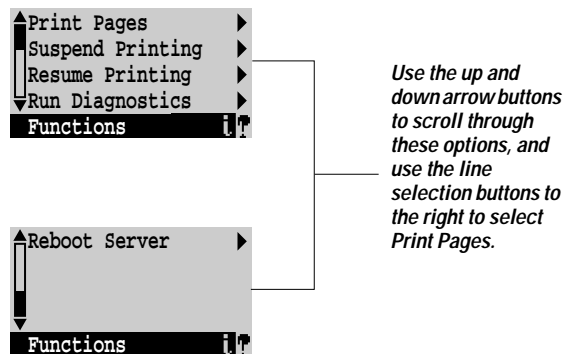 Print Pages
Suspend Printing
Resume Printing
Run Diagnostics
Functions i ?
Use the up and
down arrow buttons
to scroll through
these options, and
use the line
selection buttons to
the right to select
Print Pages.
Reboot Server
Functions i ?